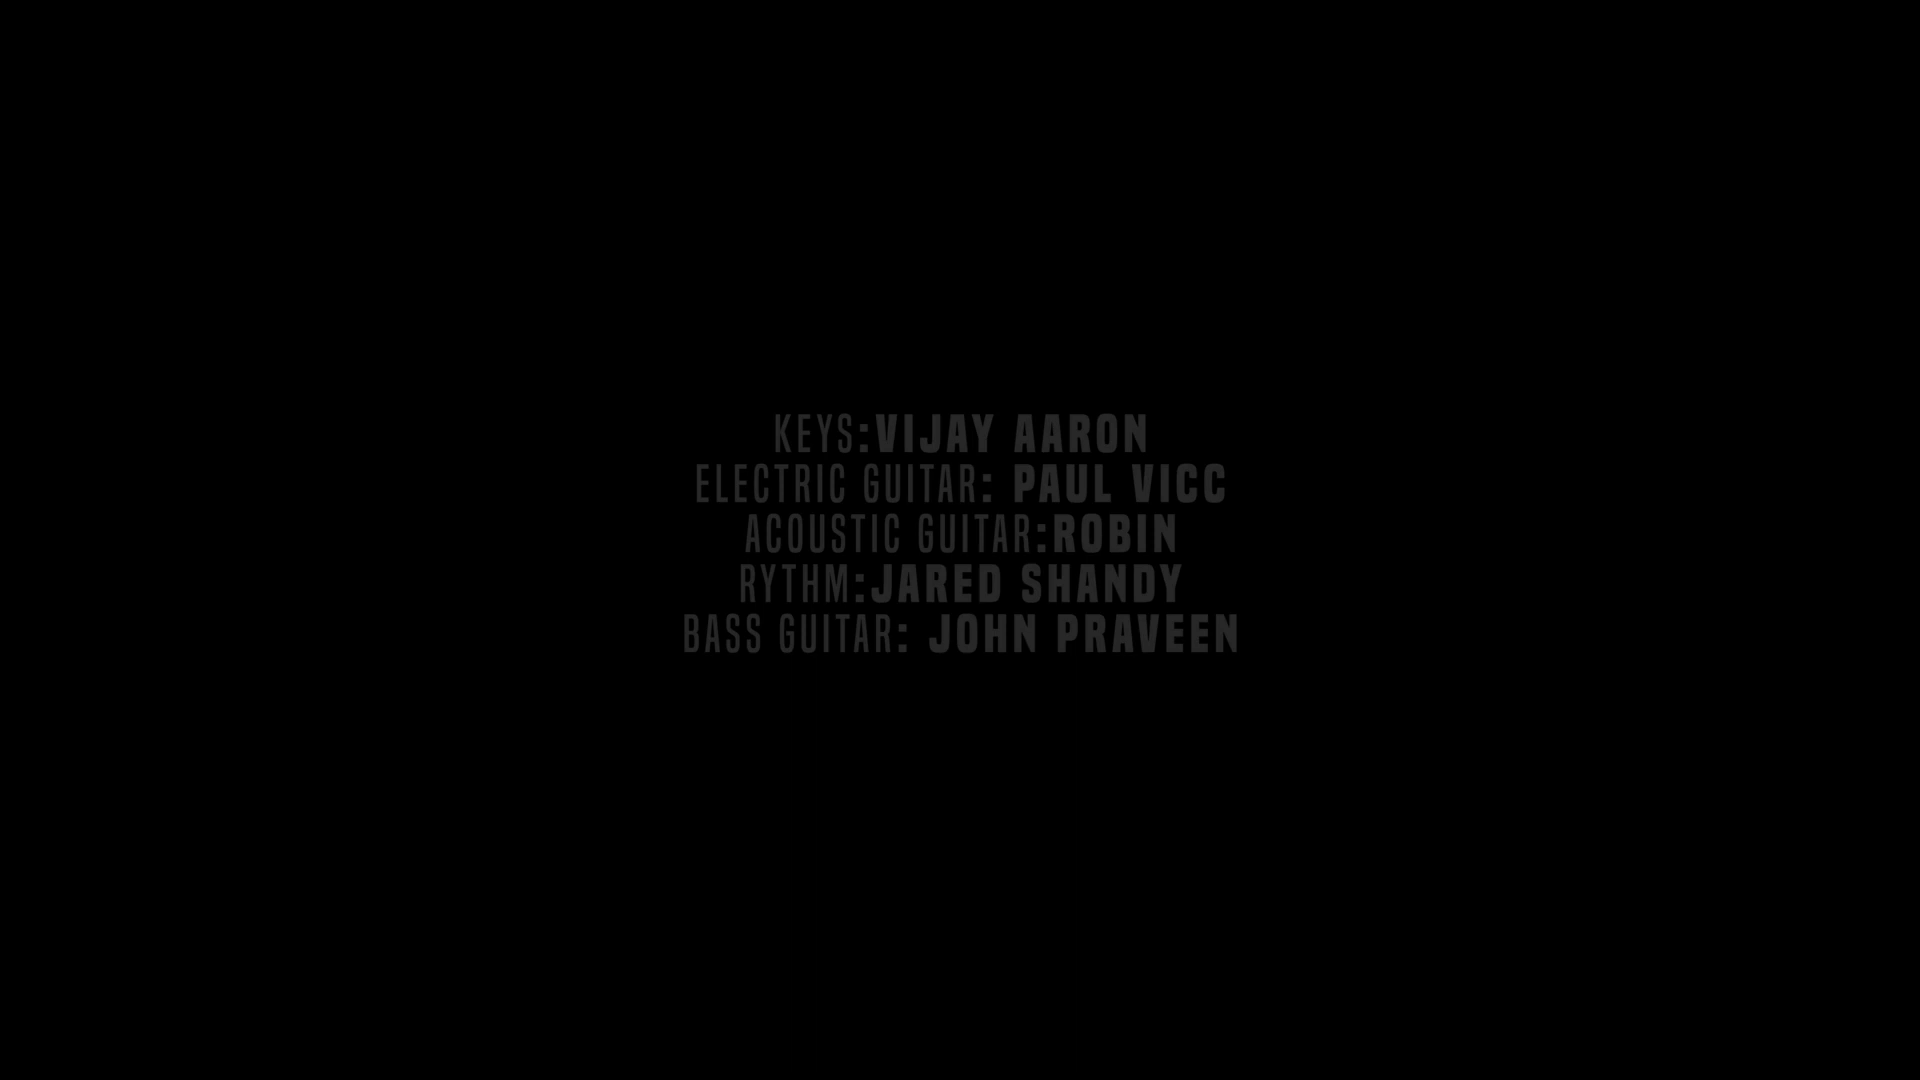 KEYS:VIJAY AARON
ELECTRIC GUITAR: PAUL VICC
ACOUSTIC GUITAR:ROBIN
RYTHM:JARED SHANDY
BASS GUITAR: JOHN PRAVEEN